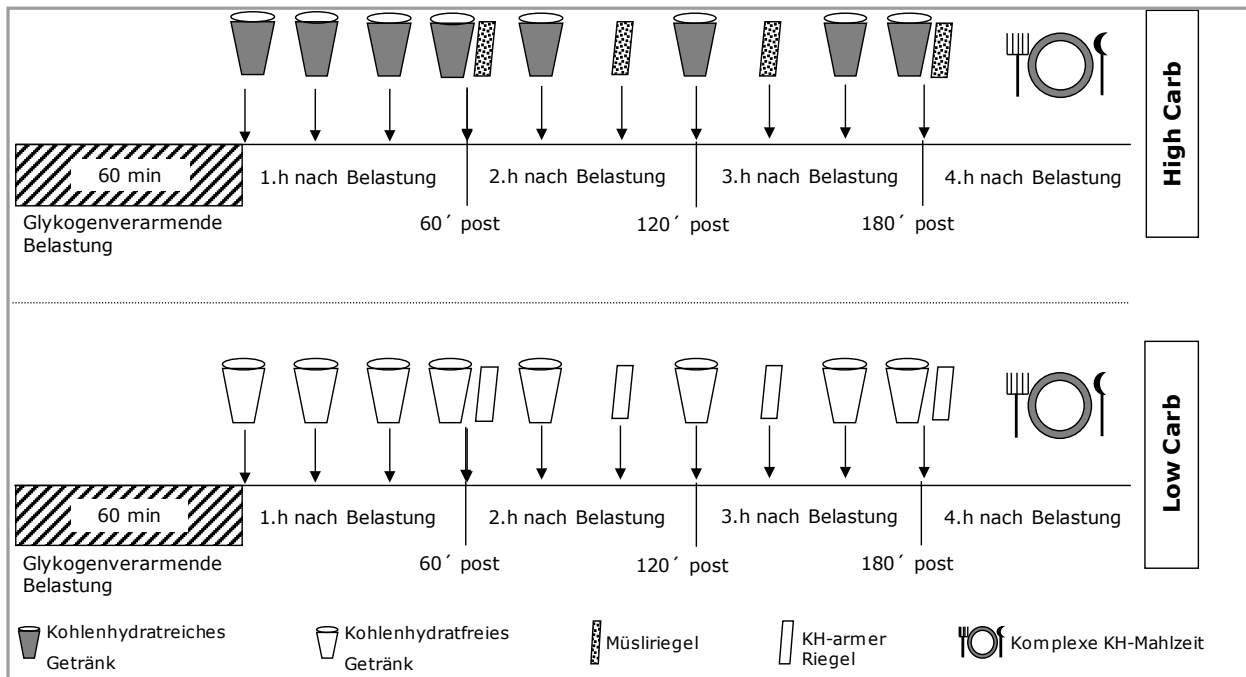 High Carb
60 min
1.h nach Belastung
2.h nach Belastung
3.h nach Belastung
4.h nach Belastung
Glykogenverarmende
Belastung
60´ post
120´ post
180´ post
Low Carb
60 min
1.h nach Belastung
2.h nach Belastung
3.h nach Belastung
4.h nach Belastung
Glykogenverarmende
Belastung
60´ post
120´ post
180´ post
Kohlenhydratreiches
Getränk
Kohlenhydratfreies
Getränk
Müsliriegel
KH-armer
Riegel
Komplexe KH-Mahlzeit